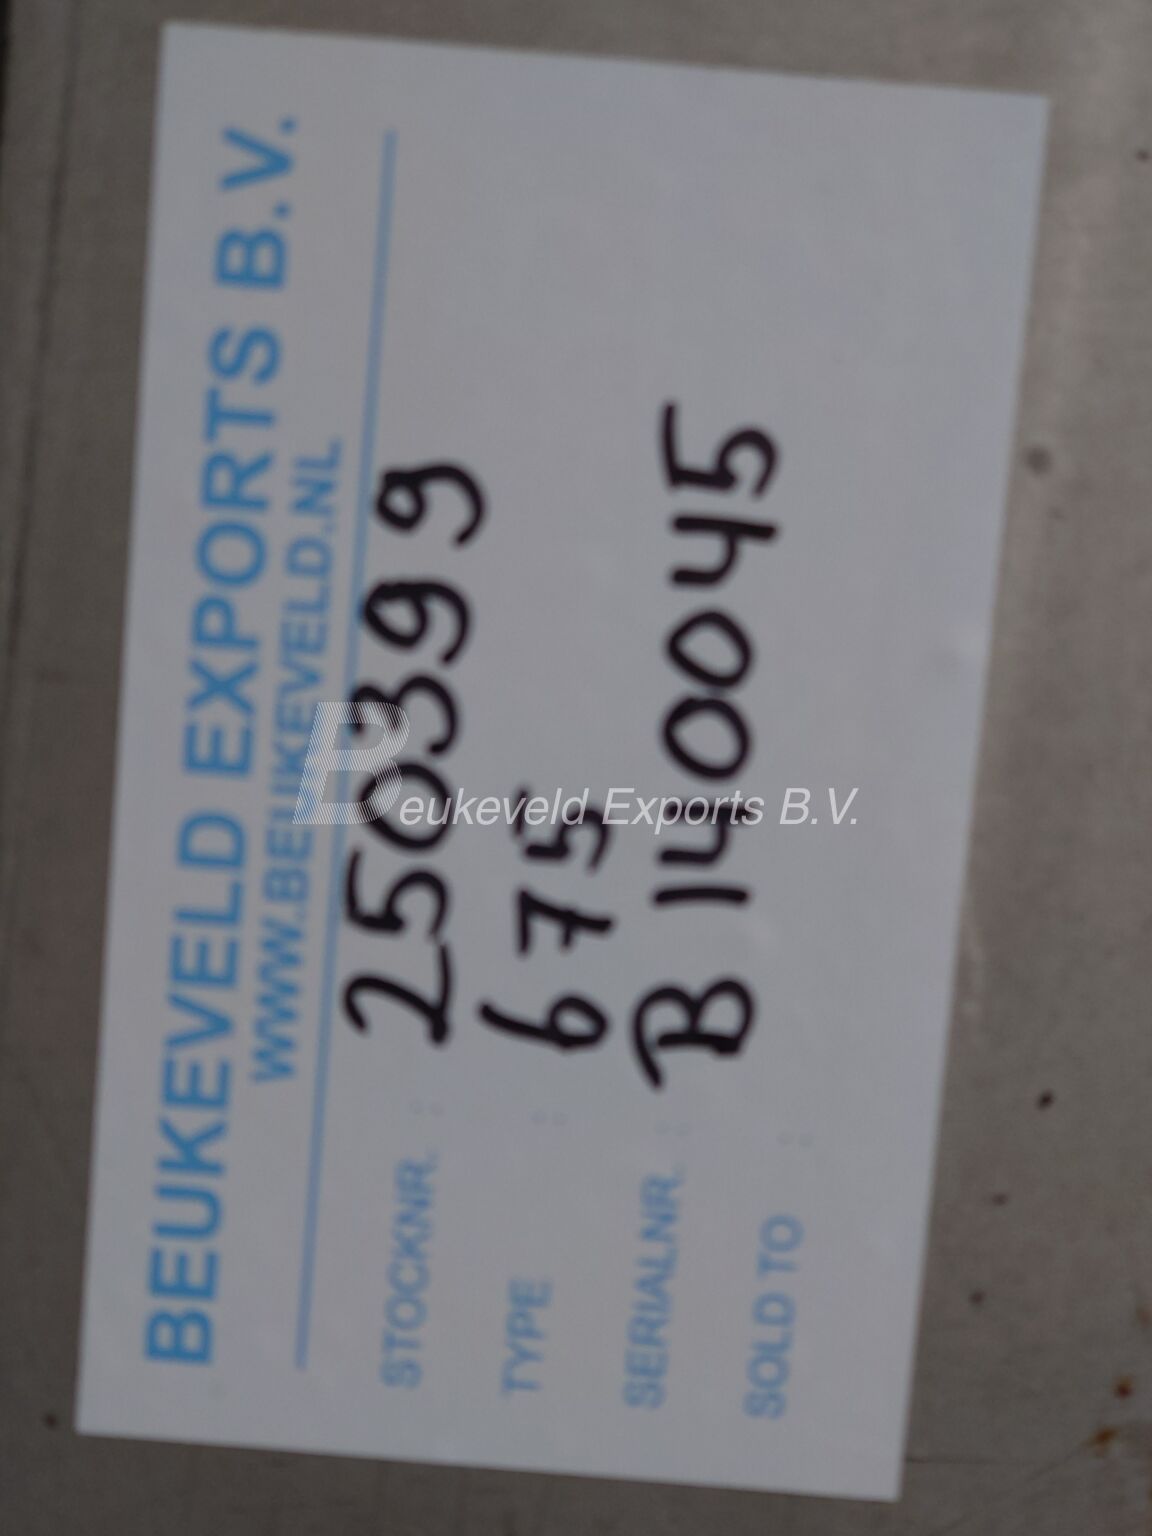 BEUKEVELD EXPORTS B.V.
WWW.BEUKEVELD.NL
STOCKNR. : 250399
TYPE : 675
SERIALNR. : B140045
SOLD TO :
Beukeveld Exports B.V.